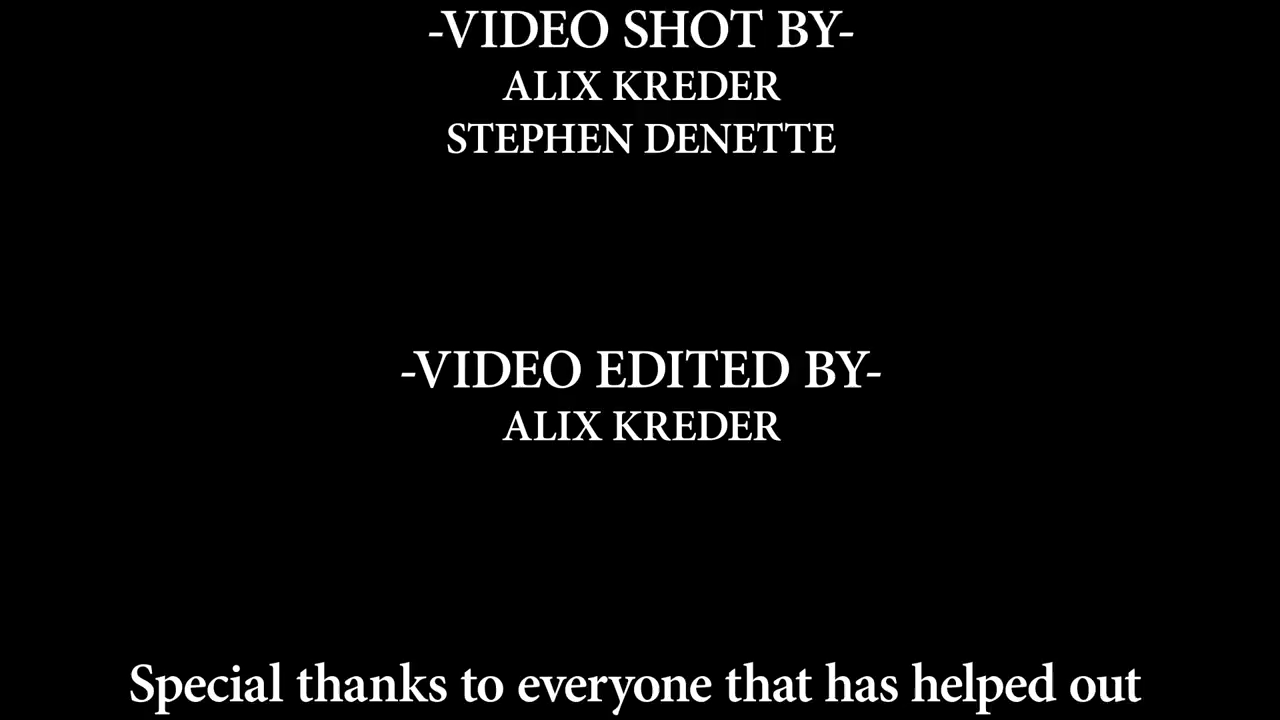 -VIDEO SHOT BY-
ALIX KREDER
STEPHEN DENETTE
-VIDEO EDITED BY-
ALIX KREDER
Special thanks to everyone that has helped out